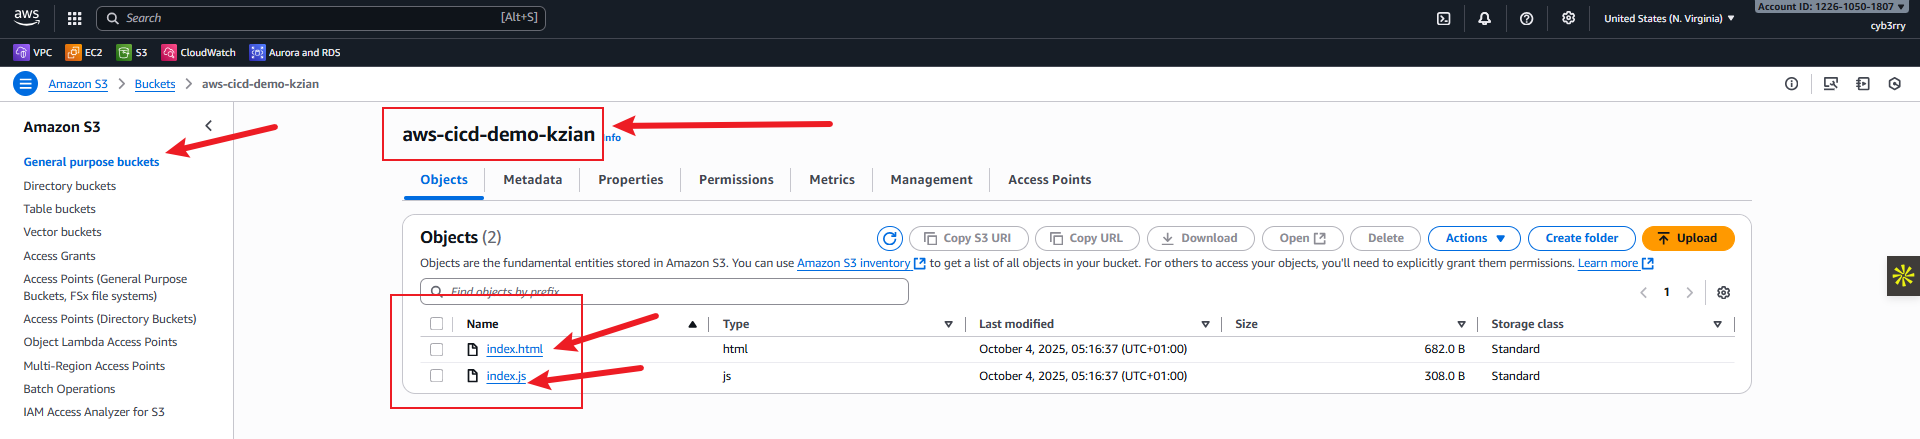 aws
Search
[Alt+S]
United States (N. Virginia)
Account ID: 1226-1050-1807
cyb3rry
VPC
EC2
S3
CloudWatch
Aurora and RDS
Amazon S3
Buckets
aws-cicd-demo-kzian
Amazon S3
General purpose buckets
Directory buckets
Table buckets
Vector buckets
Access Grants
Access Points (General Purpose
Buckets, FSx file systems)
Access Points (Directory Buckets)
Object Lambda Access Points
Multi-Region Access Points
Batch Operations
IAM Access Analyzer for S3
aws-cicd-demo-kzian Info
Objects
Metadata
Properties
Permissions
Metrics
Management
Access Points
Objects (2)
Copy S3 URI
Copy URL
Download
Open
Delete
Actions
Create folder
Upload
Objects are the fundamental entities stored in Amazon S3. You can use Amazon S3 inventory to get a list of all objects in your bucket. For others to access your objects, you'll need to explicitly grant them permissions. Learn more
Find objects by prefix
1
Name
Type
Last modified
Size
Storage class
index.html
html
October 4, 2025, 05:16:37 (UTC+01:00)
682.0 B
Standard
index.js
js
October 4, 2025, 05:16:37 (UTC+01:00)
308.0 B
Standard